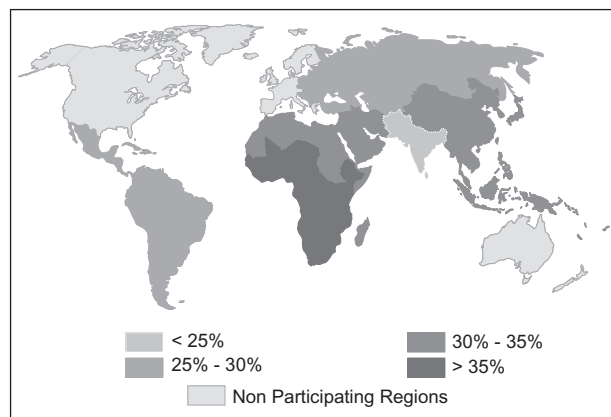 < 25%
25% - 30%
30% - 35%
> 35%
Non Participating Regions